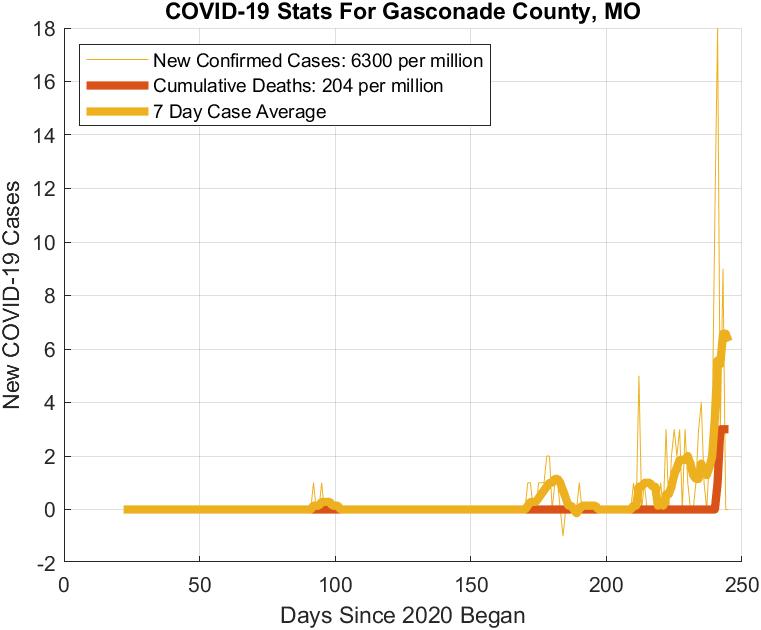 COVID-19 Stats For Gasconade County, MO
18
16
14
12
10
8
6
4
2
0
-2
New COVID-19 Cases
New Confirmed Cases: 6300 per million
Cumulative Deaths: 204 per million
7 Day Case Average
0 50 100 150 200 250
Days Since 2020 Began